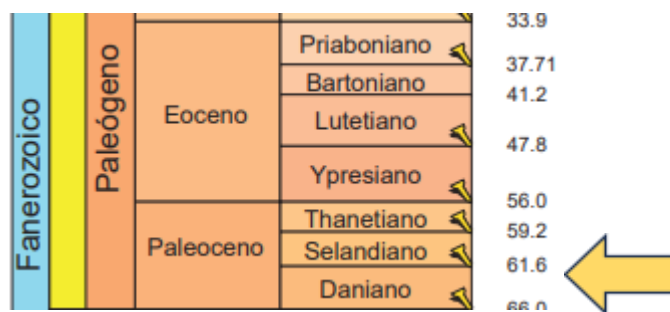 33.9
Priaboniano
37.71
Bartoniano
41.2
Eoceno
Lutetiano
47.8
Ypresiano
56.0
Thanetiano
59.2
Paleoceno
Selandiano
61.6
Daniano
66.0
Paleógeno
Fanerozoico